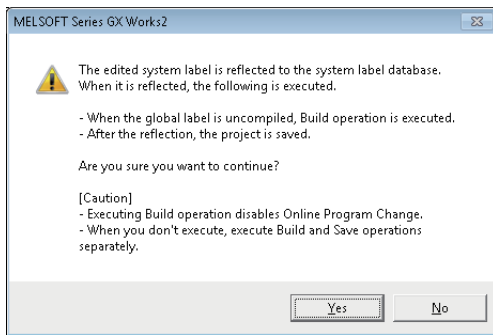 MELSOFT Series GX Works2
The edited system label is reflected to the system label database.
When it is reflected, the following is executed.
- When the global label is uncompiled, Build operation is executed.
- After the reflection, the project is saved.
Are you sure you want to continue?
[Caution]
- Executing Build operation disables Online Program Change.
- When you don't execute, execute Build and Save operations
separately.
Yes
No